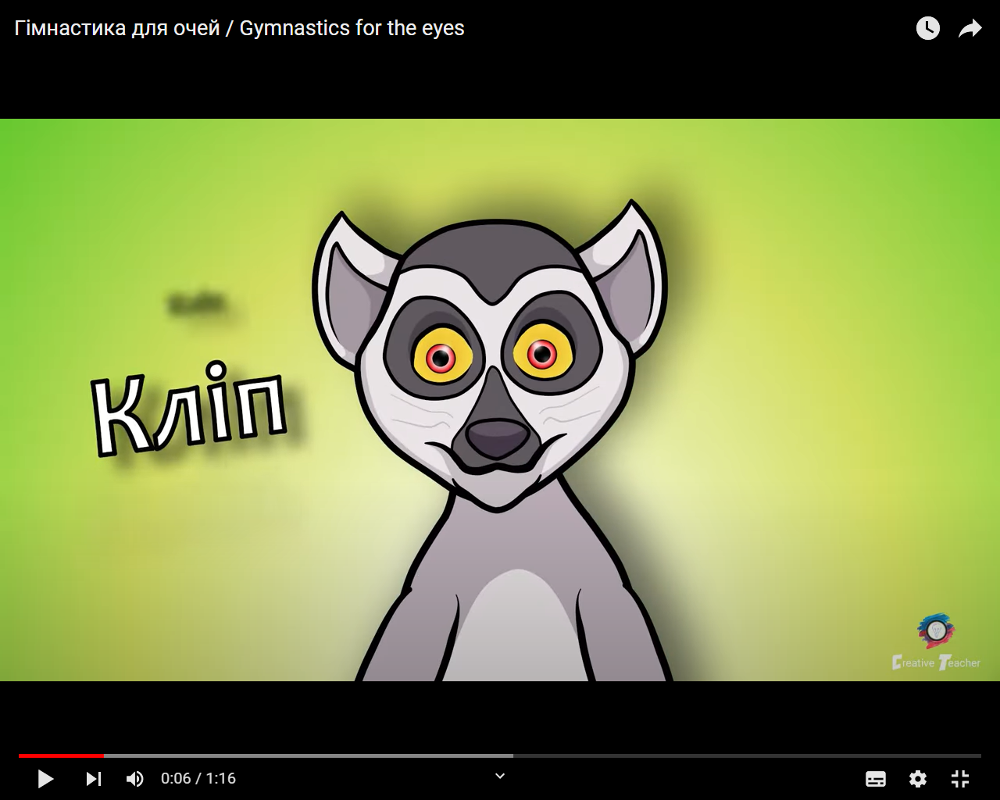 Гімнастика для очей / Gymnastics for the eyes
Кліп
Creative Teacher
0:06 / 1:16